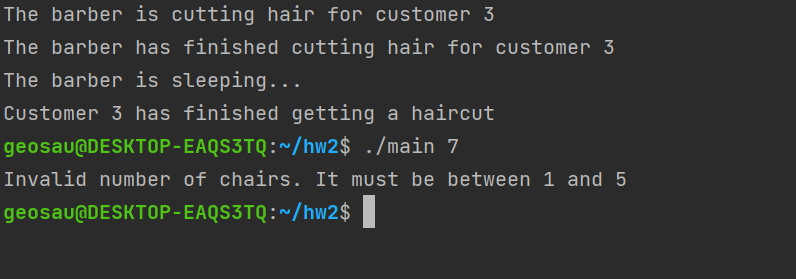 The barber is cutting hair for customer 3
The barber has finished cutting hair for customer 3
The barber is sleeping...
Customer 3 has finished getting a haircut
geosau@DESKTOP-EAQS3TQ:~/hw2$ ./main 7
Invalid number of chairs. It must be between 1 and 5
geosau@DESKTOP-EAQS3TQ:~/hw2$